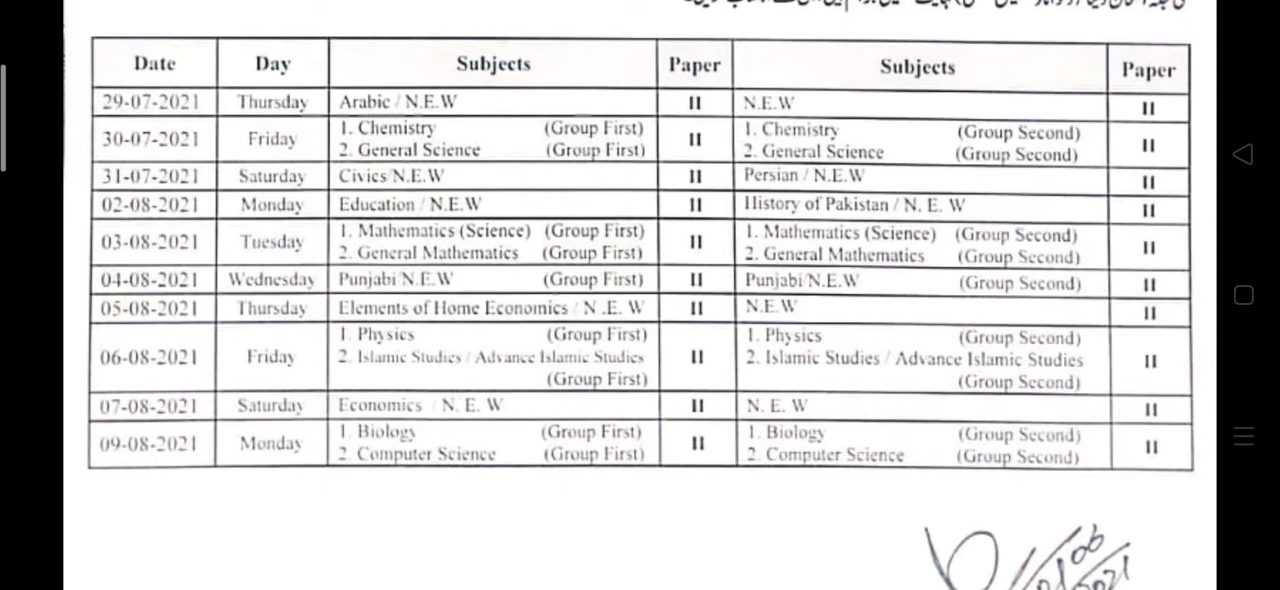 Date Day Subjects Paper Subjects Paper
29-07-2021 Thursday Arabic / N.E.W II N.E.W II
30-07-2021 Friday 1. Chemistry (Group First) II 1. Chemistry (Group Second) II
2. General Science (Group First) 2. General Science (Group Second)
31-07-2021 Saturday Civics/N.E.W II Persian / N.E.W II
02-08-2021 Monday Education / N.E.W II History of Pakistan / N. E. W II
03-08-2021 Tuesday 1. Mathematics (Science) (Group First) II 1. Mathematics (Science) (Group Second) II
2. General Mathematics (Group First) 2. General Mathematics (Group Second)
04-08-2021 Wednesday Punjabi/N.E.W (Group First) II Punjabi/N.E.W (Group Second) II
05-08-2021 Thursday Elements of Home Economics / N .E. W II N.E.W II
06-08-2021 Friday 1. Physics (Group First) II 1. Physics (Group Second) II
2. Islamic Studies / Advance Islamic Studies 2. Islamic Studies / Advance Islamic Studies
(Group First) (Group Second)
07-08-2021 Saturday Economics / N. E. W II N. E. W II
09-08-2021 Monday 1. Biology (Group First) II 1. Biology (Group Second) II
2. Computer Science (Group First) 2. Computer Science (Group Second)